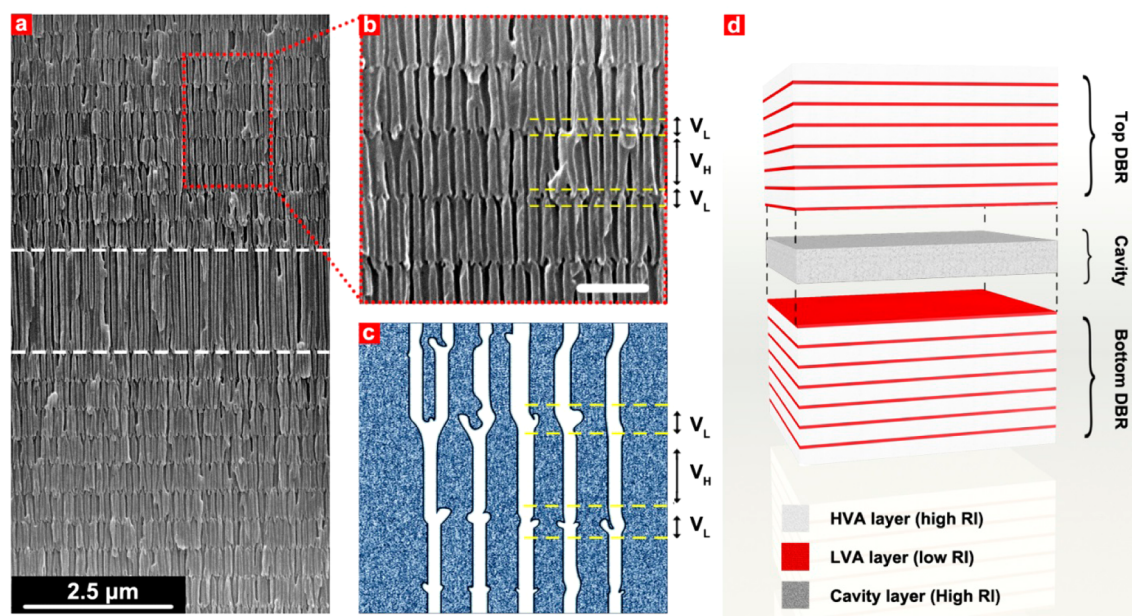 a
2.5 µm
b
V_L
V_H
V_L
c
V_L
V_H
V_L
d
Top DBR
Cavity
Bottom DBR
HVA layer (high RI)
LVA layer (low RI)
Cavity layer (High RI)